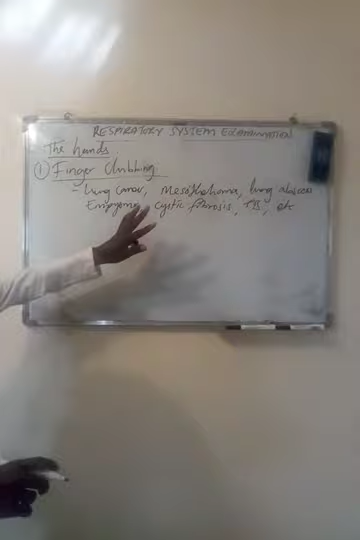 RESPIRATORY SYSTEM EXAMINATION
The hands
① Finger clubbing
- Lung cancer, Mesothelioma, lung abscess
Empyema, cystic fibrosis, TB, etc